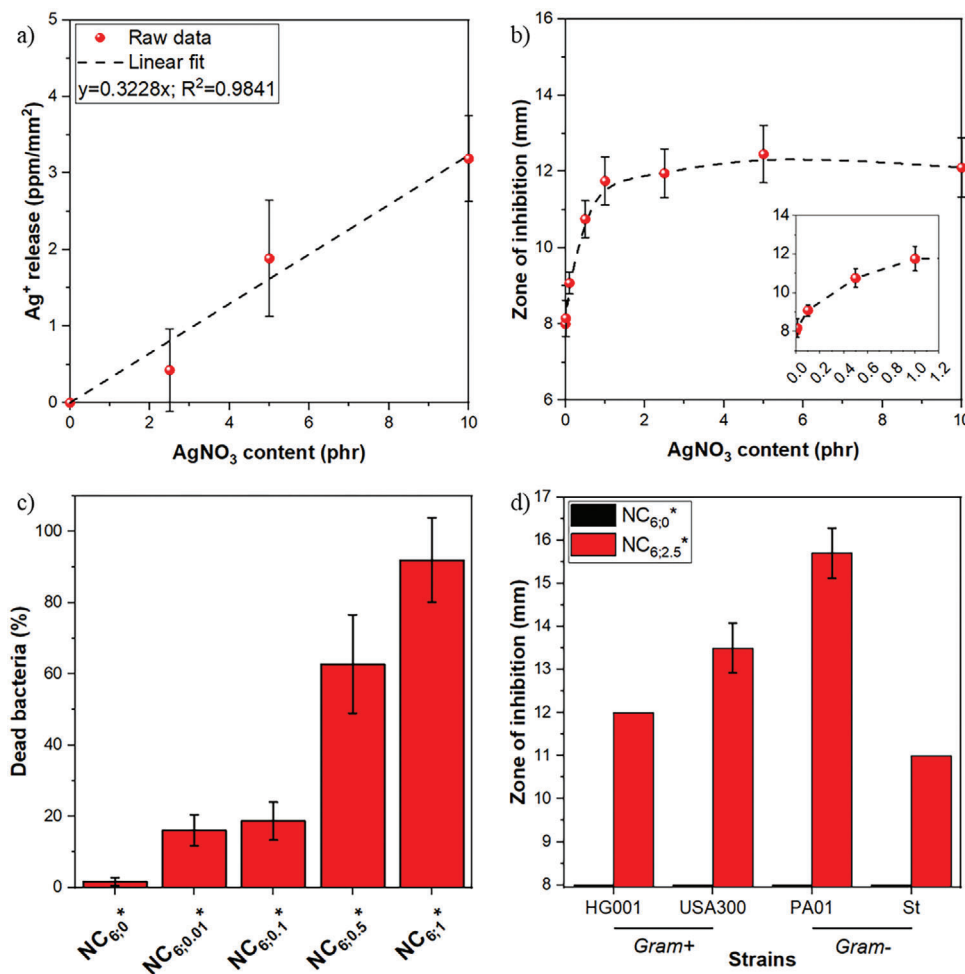 a)
Raw data
Linear fit
y=0.3228x; R²=0.9841
Ag⁺ release (ppm/mm²)
5
4
3
2
1
0
0 2 4 6 8 10
AgNO₃ content (phr)
b)
Zone of inhibition (mm)
16
14
12
10
8
6
0 2 4 6 8 10
AgNO₃ content (phr)
14
12
10
8
0.0 0.2 0.4 0.6 0.8 1.0 1.2
c)
Dead bacteria (%)
100
80
60
40
20
0
NC₆;₀*
NC₆;₀.₀₁*
NC₆;₀.₁*
NC₆;₀.₅*
NC₆;₁*
d)
NC₆;₀*
NC₆;₂.₅*
Zone of inhibition (mm)
17
16
15
14
13
12
11
10
9
8
HG001 USA300 PA01 St
Gram+ Gram-
Strains